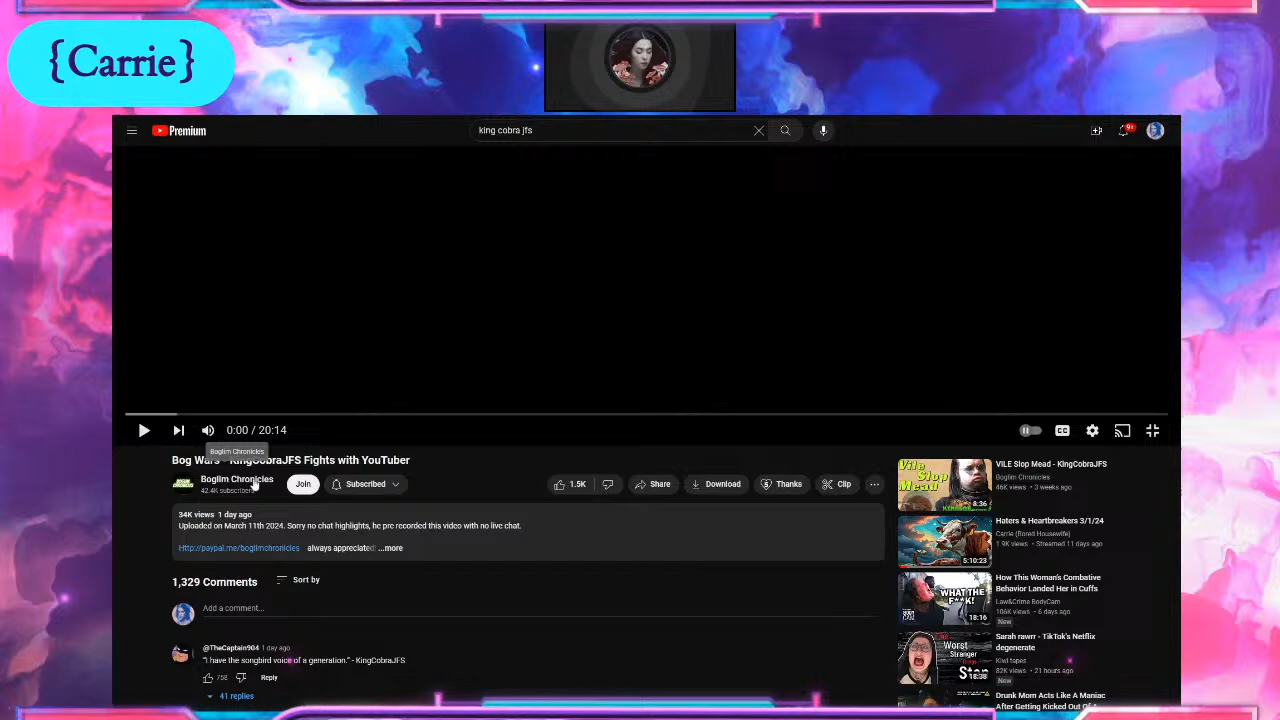 {Carrie}
Premium
king cobra jfs
9+
0:00 / 20:14
CC
Boglim Chronicles
Bog Wars - KingCobraJFS Fights with YouTuber
Boglim Chronicles
42.4K subscribers
Join
Subscribed
1.5K
Share
Download
Thanks
Clip
34K views 1 day ago
Uploaded on March 11th 2024. Sorry no chat highlights, he pre recorded this video with no live chat.
Http://paypal.me/boglimchronicles always appreciated! ...more
1,329 Comments
Sort by
Add a comment...
@TheCaptain904 1 day ago
"I have the songbird voice of a generation." - KingCobraJFS
758
Reply
41 replies
Vile Slop
Mead
8:36
VILE Slop Mead - KingCobraJFS
Boglim Chronicles
46K views • 3 weeks ago
5:10:23
Haters & Heartbreakers 3/1/24
Carrie (Bored Housewife)
1.9K views • Streamed 11 days ago
WHAT THE
F**K!
18:16
How This Woman's Combative
Behavior Landed Her in Cuffs
Law&Crime BodyCam
106K views • 6 days ago
New
Worst
Stranger
18:38
Sarah rawrr - TikTok's Netflix
degenerate
Kiwi tapes
82K views • 21 hours ago
New
Drunk Mom Acts Like A Maniac
After Getting Kicked Out Of A